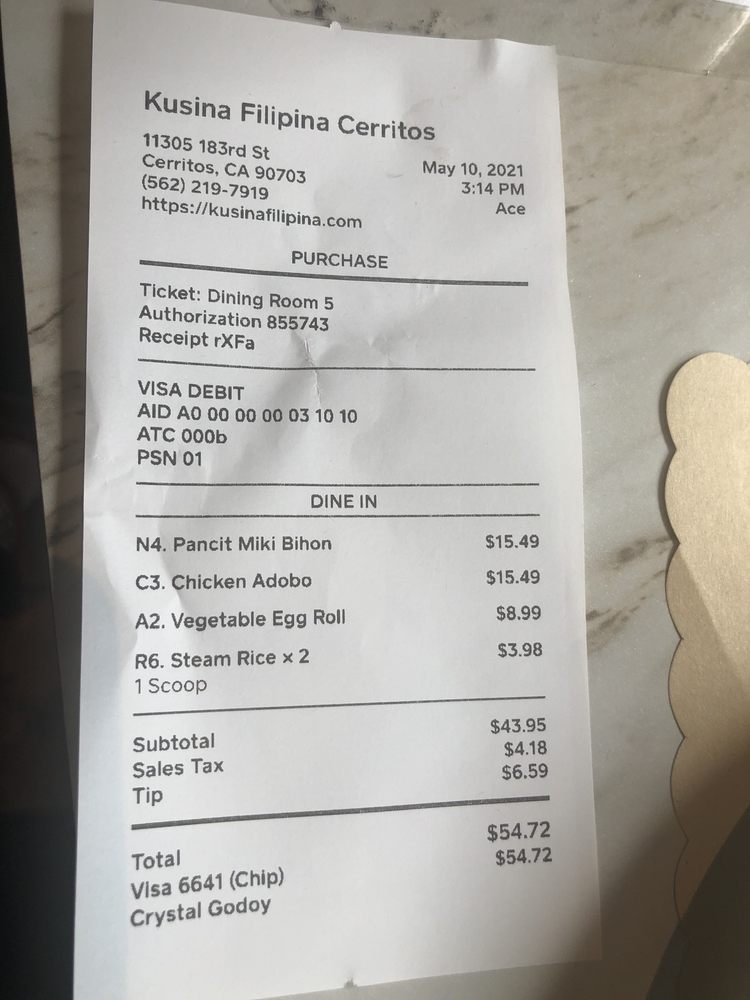 Kusina Filipina Cerritos
11305 183rd St
Cerritos, CA 90703
(562) 219-7919
https://kusinafilipina.com
May 10, 2021
3:14 PM
Ace
PURCHASE
Ticket: Dining Room 5
Authorization 855743
Receipt rXFa
VISA DEBIT
AID A0 00 00 00 03 10 10
ATC 000b
PSN 01
DINE IN
N4. Pancit Miki Bihon $15.49
C3. Chicken Adobo $15.49
A2. Vegetable Egg Roll $8.99
R6. Steam Rice × 2 $3.98
1 Scoop
Subtotal $43.95
Sales Tax $4.18
Tip $6.59
Total $54.72
Visa 6641 (Chip) $54.72
Crystal Godoy